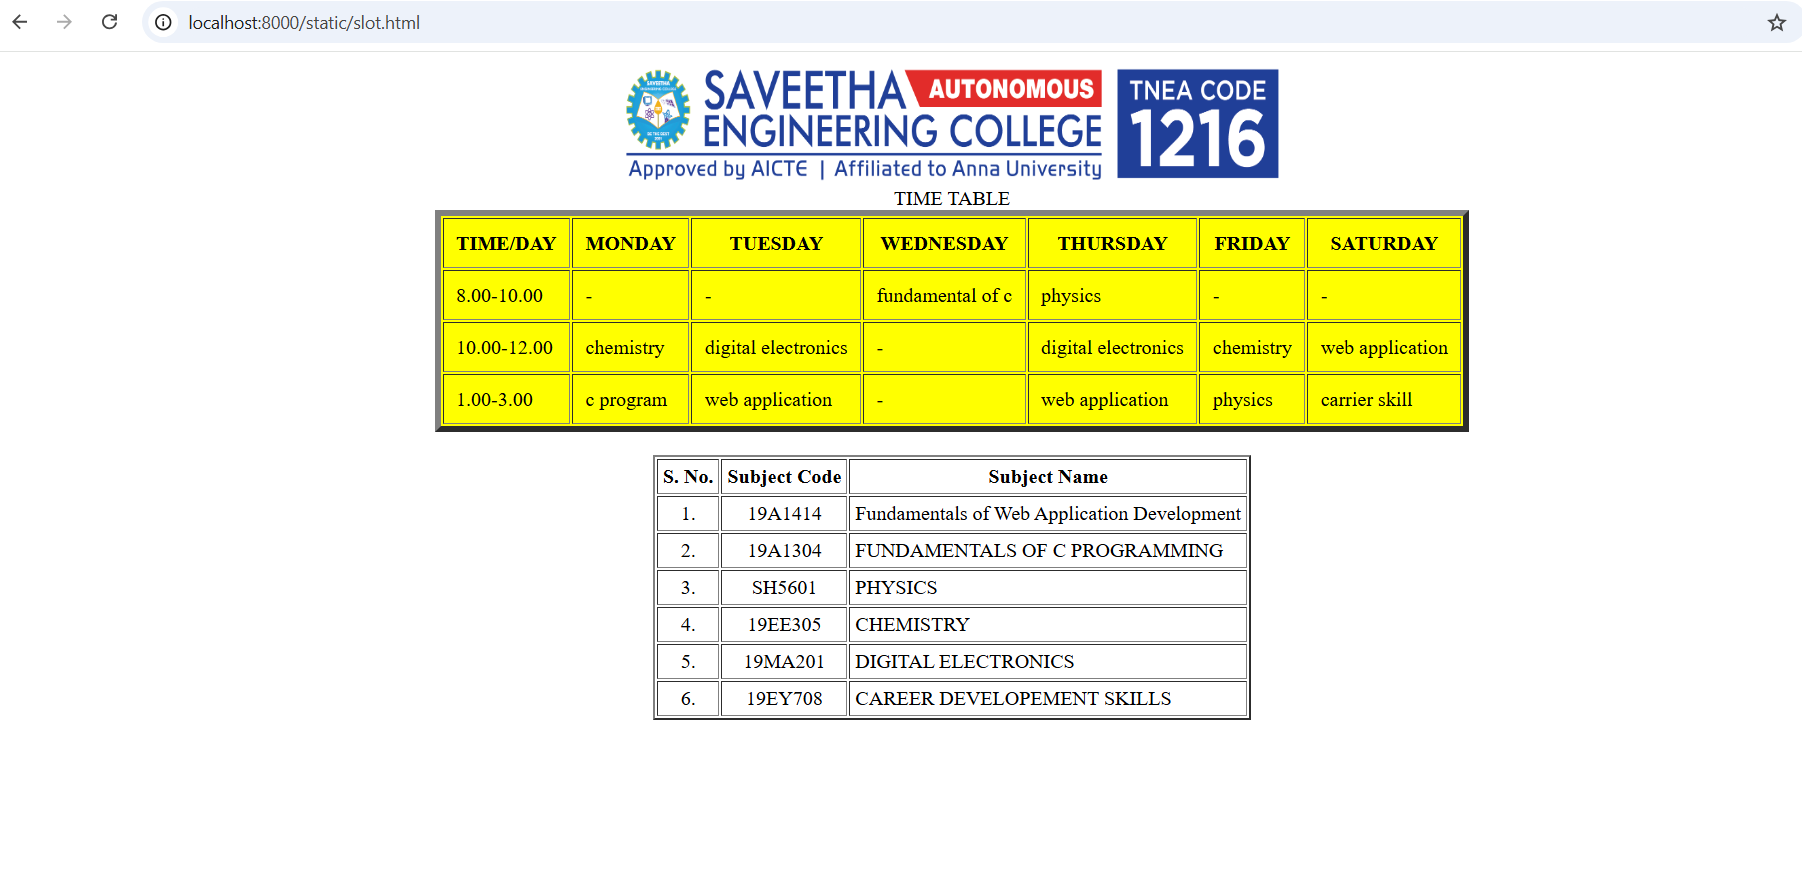 localhost:8000/static/slot.html
SAVEETHA AUTONOMOUS
ENGINEERING COLLEGE
Approved by AICTE | Affiliated to Anna University
TNEA CODE
1216
TIME TABLE
TIME/DAY MONDAY TUESDAY WEDNESDAY THURSDAY FRIDAY SATURDAY
8.00-10.00 - - fundamental of c physics - -
10.00-12.00 chemistry digital electronics - digital electronics chemistry web application
1.00-3.00 c program web application - web application physics carrier skill
S. No. Subject Code Subject Name
1. 19A1414 Fundamentals of Web Application Development
2. 19A1304 FUNDAMENTALS OF C PROGRAMMING
3. SH5601 PHYSICS
4. 19EE305 CHEMISTRY
5. 19MA201 DIGITAL ELECTRONICS
6. 19EY708 CAREER DEVELOPEMENT SKILLS